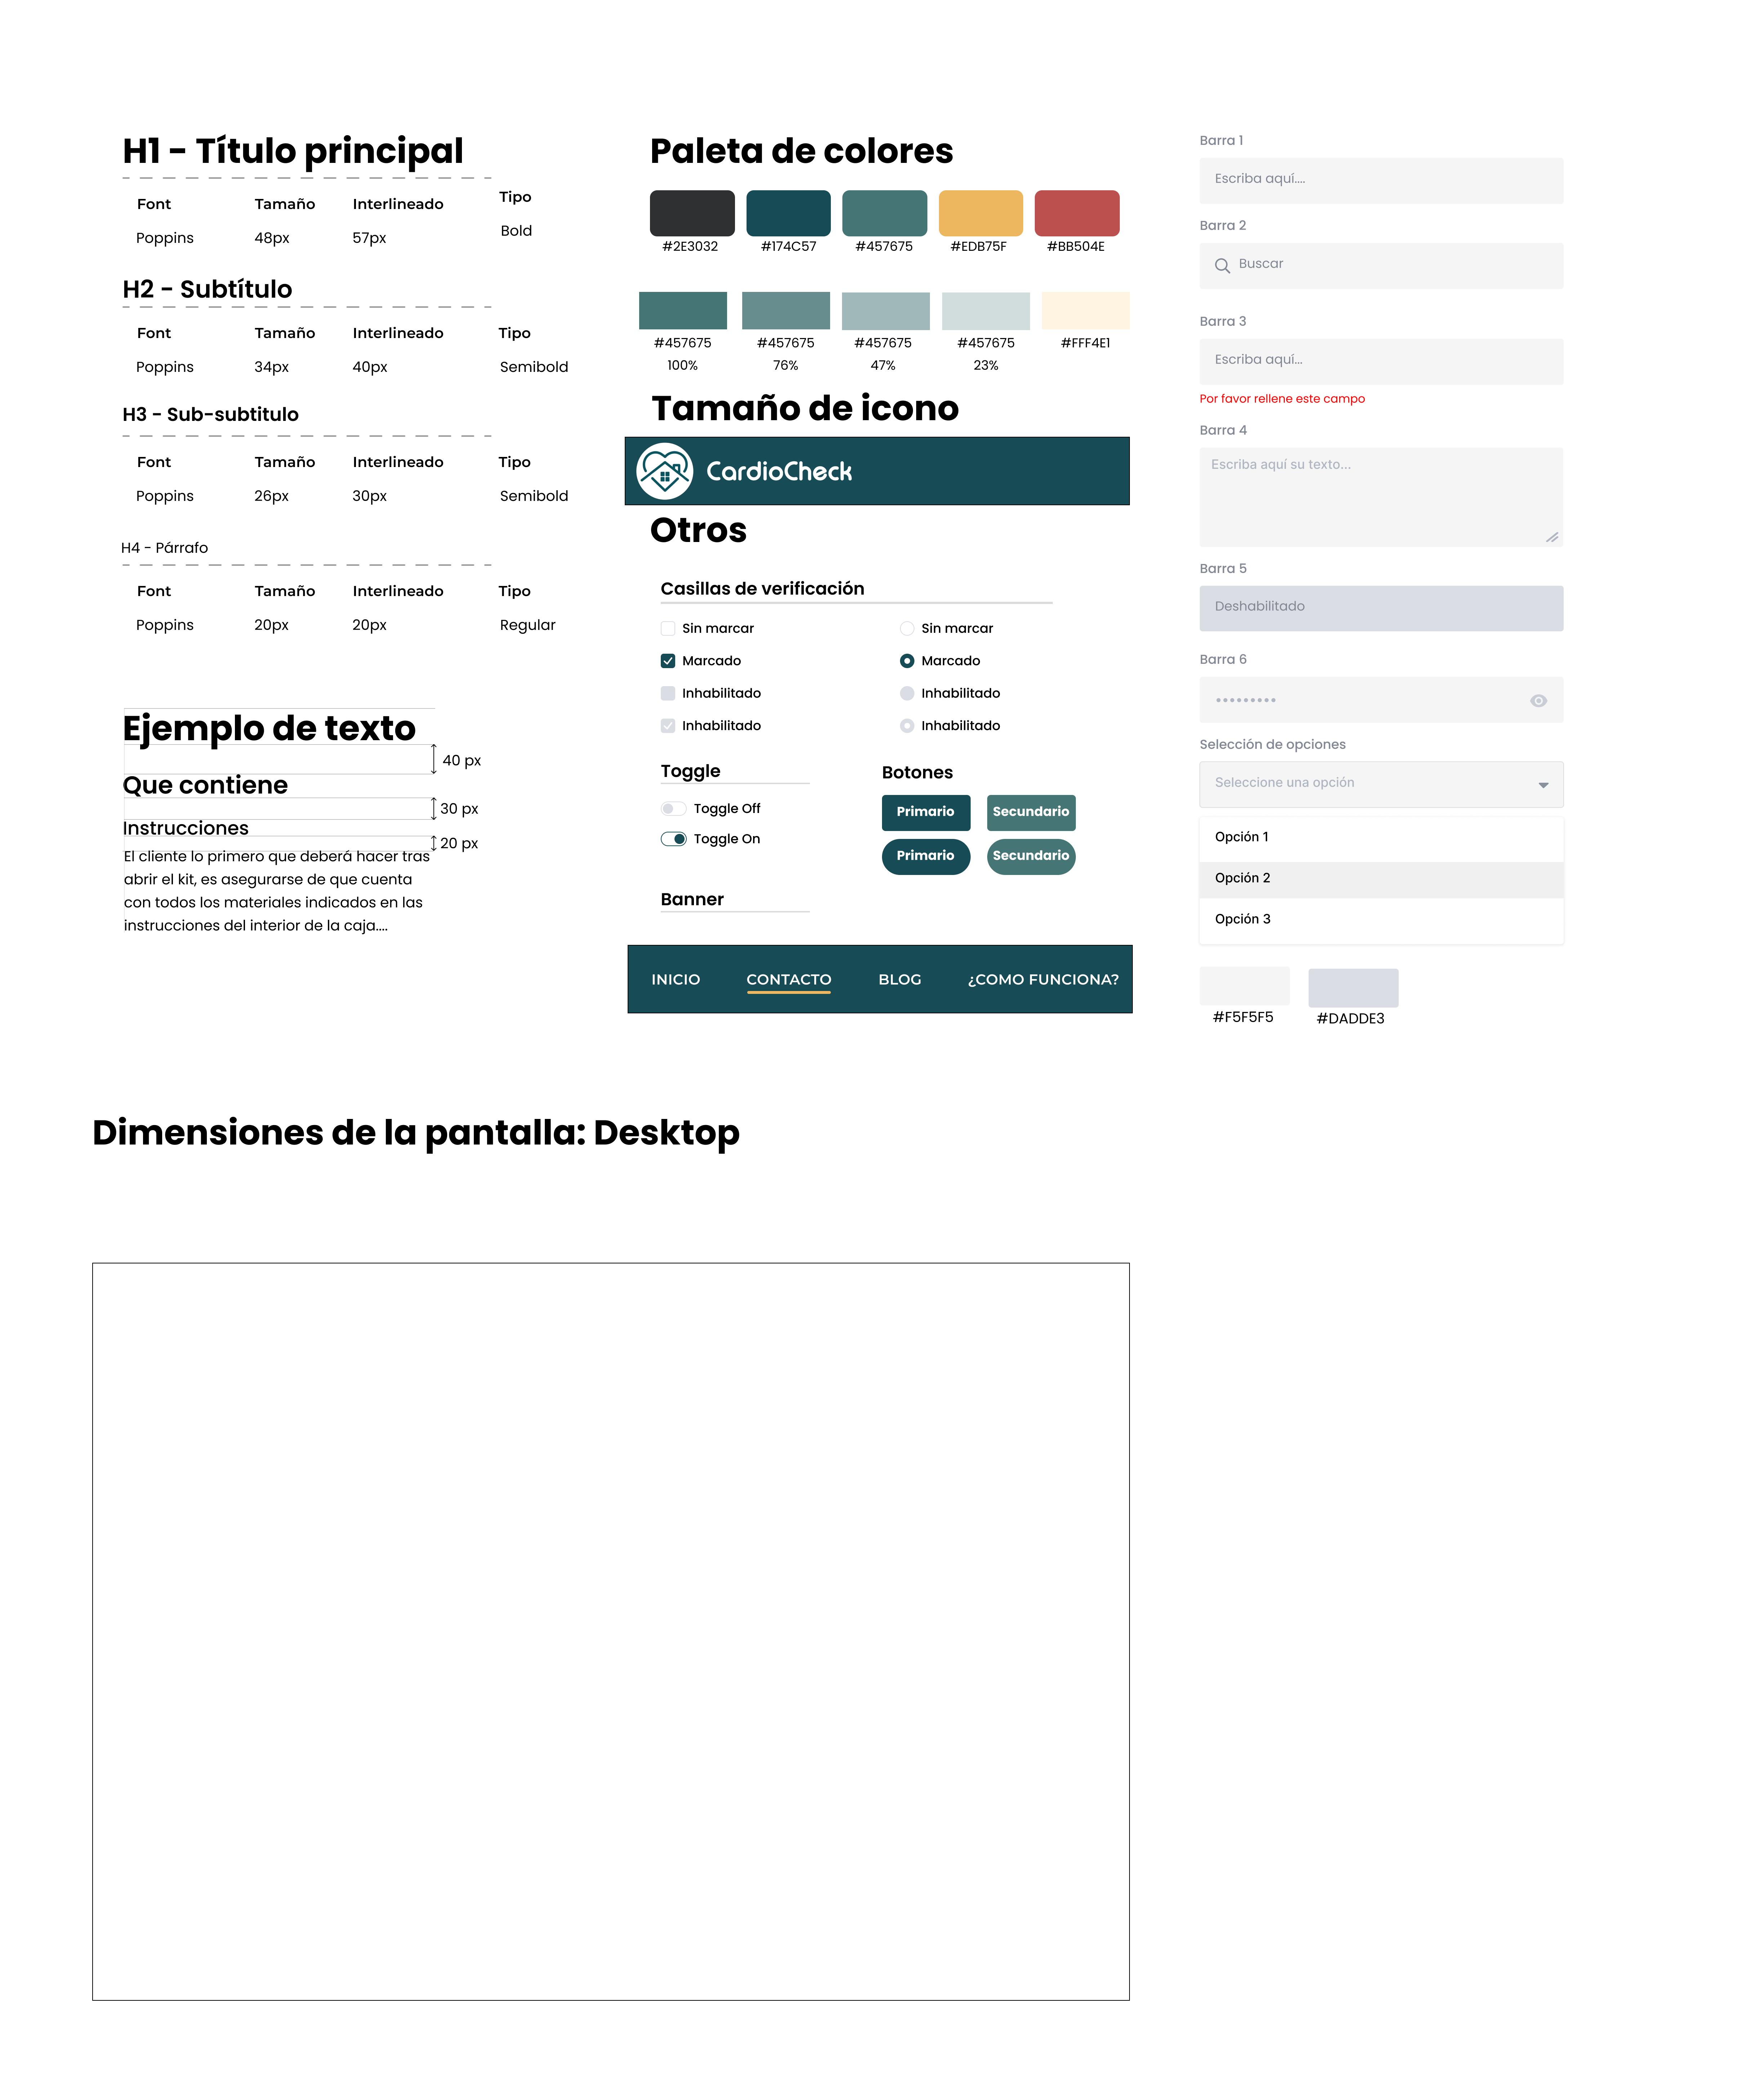 H1 - Título principal
Font Tamaño Interlineado Tipo
Poppins 48px 57px Bold
H2 - Subtítulo
Font Tamaño Interlineado Tipo
Poppins 34px 40px Semibold
H3 - Sub-subtitulo
Font Tamaño Interlineado Tipo
Poppins 26px 30px Semibold
H4 - Párrafo
Font Tamaño Interlineado Tipo
Poppins 20px 20px Regular
Ejemplo de texto
40 px
Que contiene
30 px
Instrucciones
20 px
El cliente lo primero que deberá hacer tras
abrir el kit, es asegurarse de que cuenta
con todos los materiales indicados en las
instrucciones del interior de la caja....
Paleta de colores
#2E3032 #174C57 #457675 #EDB75F #BB504E
#457675 #457675 #457675 #457675 #FFF4E1
100% 76% 47% 23%
Tamaño de icono
CardioCheck
Otros
Casillas de verificación
Sin marcar Sin marcar
Marcado Marcado
Inhabilitado Inhabilitado
Inhabilitado Inhabilitado
Toggle
Toggle Off
Toggle On
Botones
Primario Secundario
Primario Secundario
Banner
INICIO CONTACTO BLOG ¿COMO FUNCIONA?
Barra 1
Escriba aquí....
Barra 2
Buscar
Barra 3
Escriba aquí...
Por favor rellene este campo
Barra 4
Escriba aquí su texto...
Barra 5
Deshabilitado
Barra 6
Selección de opciones
Seleccione una opción
Opción 1
Opción 2
Opción 3
#F5F5F5 #DADDE3
Dimensiones de la pantalla: Desktop